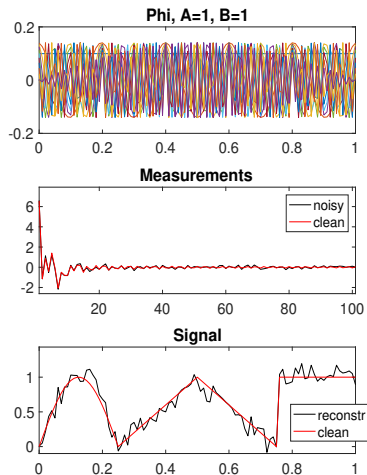 Phi, A=1, B=1
0.2
0
-0.2
0 0.2 0.4 0.6 0.8 1
Measurements
6
4
2
0
-2
noisy
clean
20 40 60 80 100
Signal
1
0.5
0
reconstr
clean
0 0.2 0.4 0.6 0.8 1